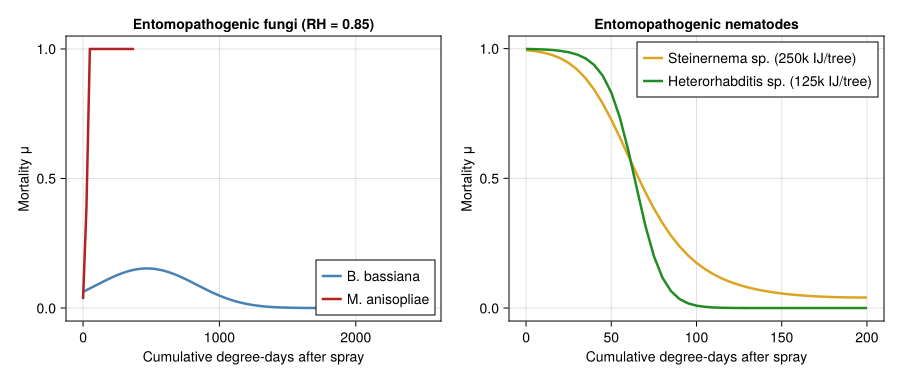 Entomopathogenic fungi (RH = 0.85)
Mortality μ
1.0
0.5
0.0
B. bassiana
M. anisopliae
0
1000
2000
Cumulative degree-days after spray
Entomopathogenic nematodes
Mortality μ
1.0
0.5
0.0
Steinernema sp. (250k IJ/tree)
Heterorhabditis sp. (125k IJ/tree)
0
50
100
150
200
Cumulative degree-days after spray